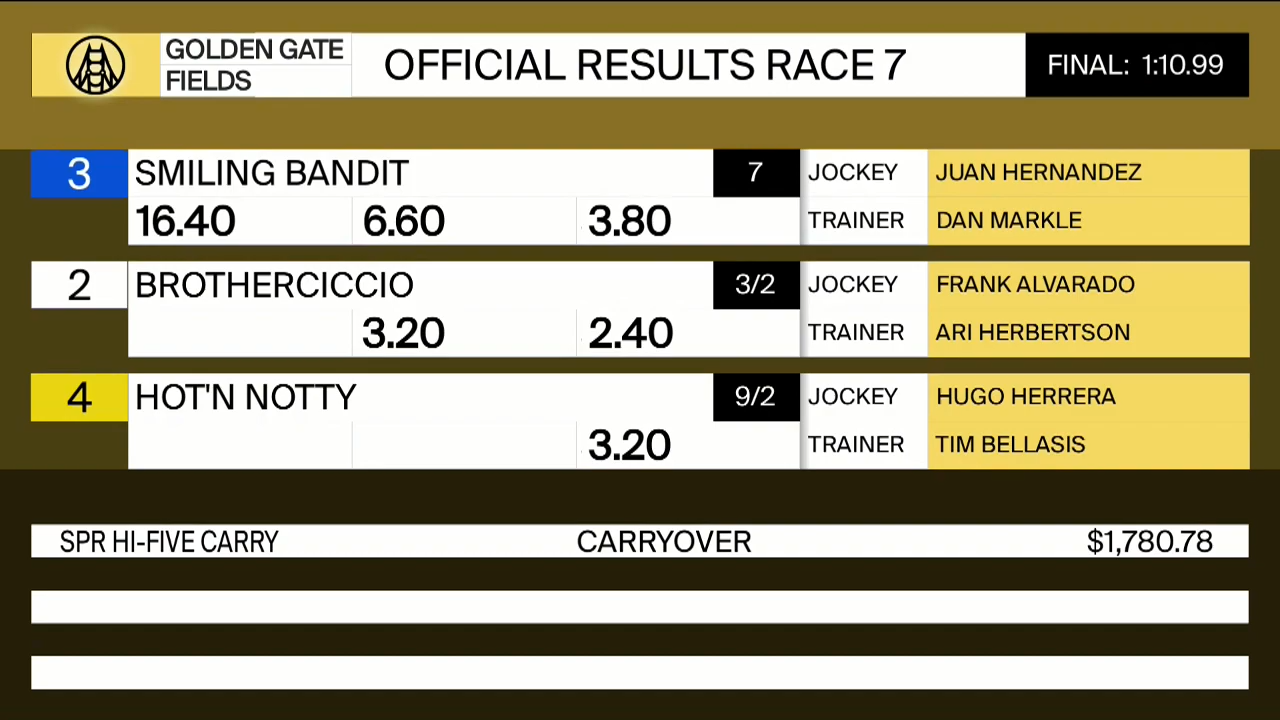 GOLDEN GATE
FIELDS
OFFICIAL RESULTS RACE 7
FINAL: 1:10.99
3 SMILING BANDIT 7 JOCKEY JUAN HERNANDEZ
16.40 6.60 3.80 TRAINER DAN MARKLE
2 BROTHERCICCIO 3/2 JOCKEY FRANK ALVARADO
3.20 2.40 TRAINER ARI HERBERTSON
4 HOT'N NOTTY 9/2 JOCKEY HUGO HERRERA
3.20 TRAINER TIM BELLASIS
SPR HI-FIVE CARRY CARRYOVER $1,780.78